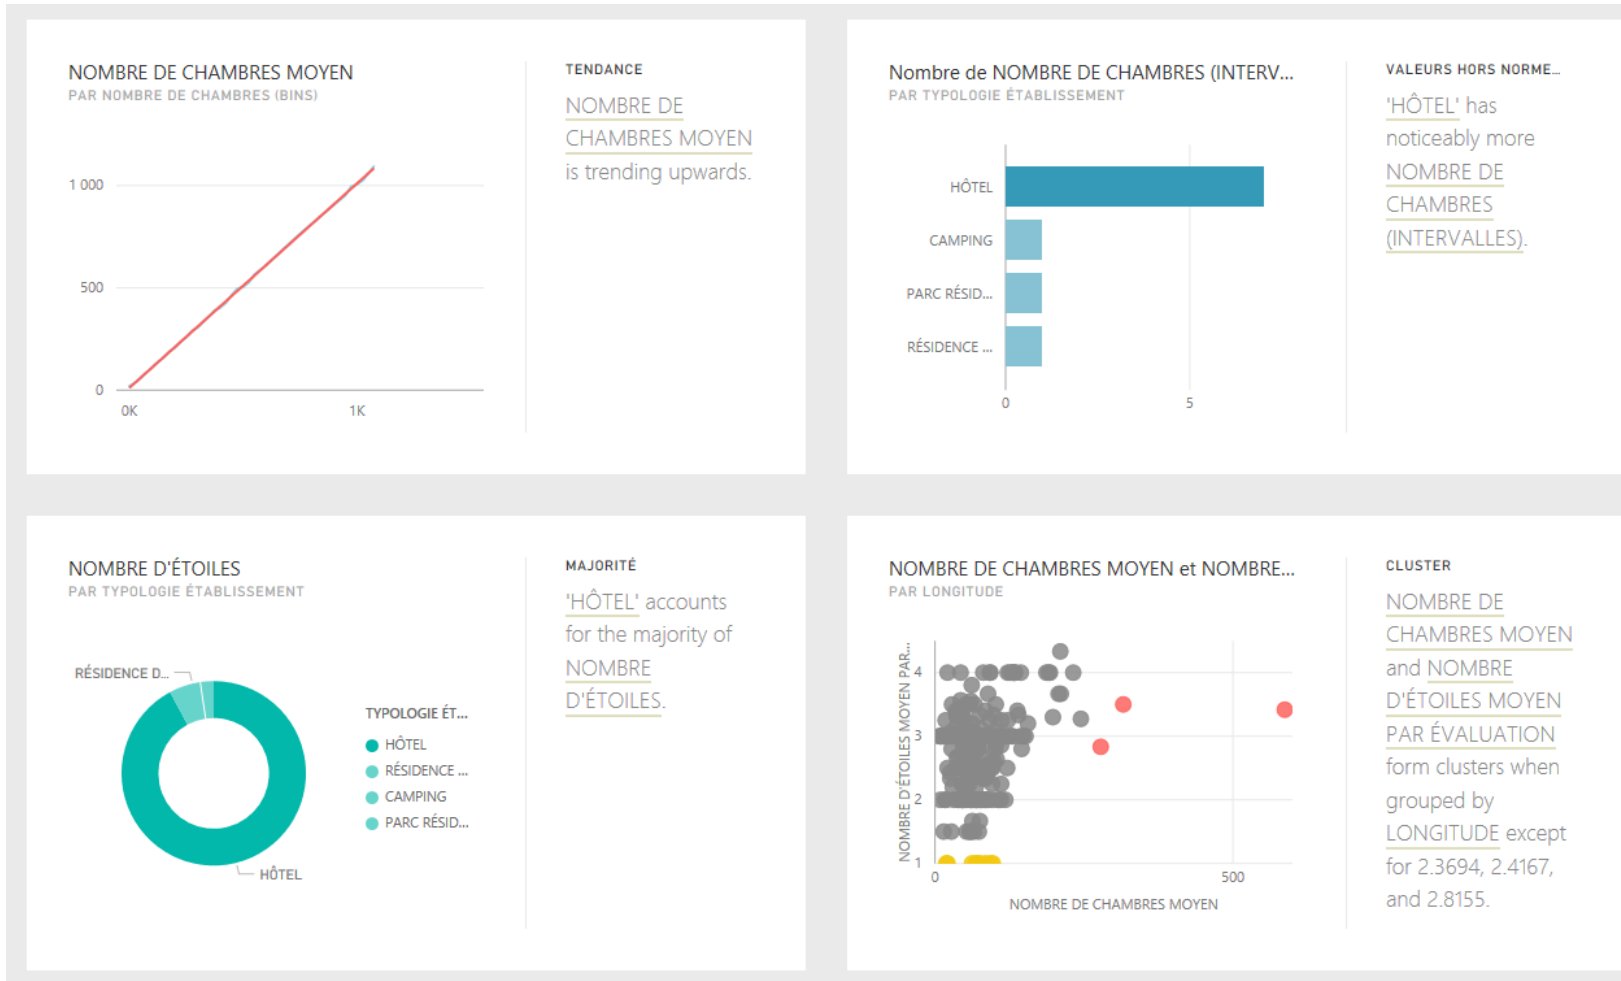 NOMBRE DE CHAMBRES MOYEN
PAR NOMBRE DE CHAMBRES (BINS)
1 000
500
0
0K
1K
TENDANCE
NOMBRE DE
CHAMBRES MOYEN
is trending upwards.
Nombre de NOMBRE DE CHAMBRES (INTERV...
PAR TYPOLOGIE ÉTABLISSEMENT
HÔTEL
CAMPING
PARC RÉSID...
RÉSIDENCE ...
0
5
VALEURS HORS NORME...
'HÔTEL' has
noticeably more
NOMBRE DE
CHAMBRES
(INTERVALLES).
NOMBRE D'ÉTOILES
PAR TYPOLOGIE ÉTABLISSEMENT
RÉSIDENCE D...
HÔTEL
TYPOLOGIE ÉT...
HÔTEL
RÉSIDENCE ...
CAMPING
PARC RÉSID...
MAJORITÉ
'HÔTEL' accounts
for the majority of
NOMBRE
D'ÉTOILES.
NOMBRE DE CHAMBRES MOYEN et NOMBRE...
PAR LONGITUDE
NOMBRE D'ÉTOILES MOYEN PAR...
4
3
2
1
0
500
NOMBRE DE CHAMBRES MOYEN
CLUSTER
NOMBRE DE
CHAMBRES MOYEN
and NOMBRE
D'ÉTOILES MOYEN
PAR ÉVALUATION
form clusters when
grouped by
LONGITUDE except
for 2.3694, 2.4167,
and 2.8155.